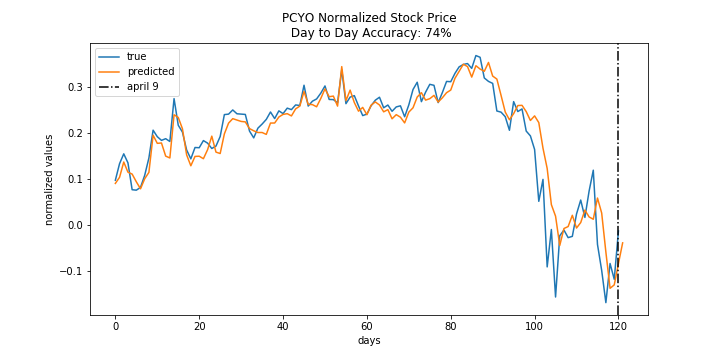 PCYO Normalized Stock Price
Day to Day Accuracy: 74%
true
predicted
april 9
normalized values
0.3
0.2
0.1
0.0
−0.1
0
20
40
60
80
100
120
days